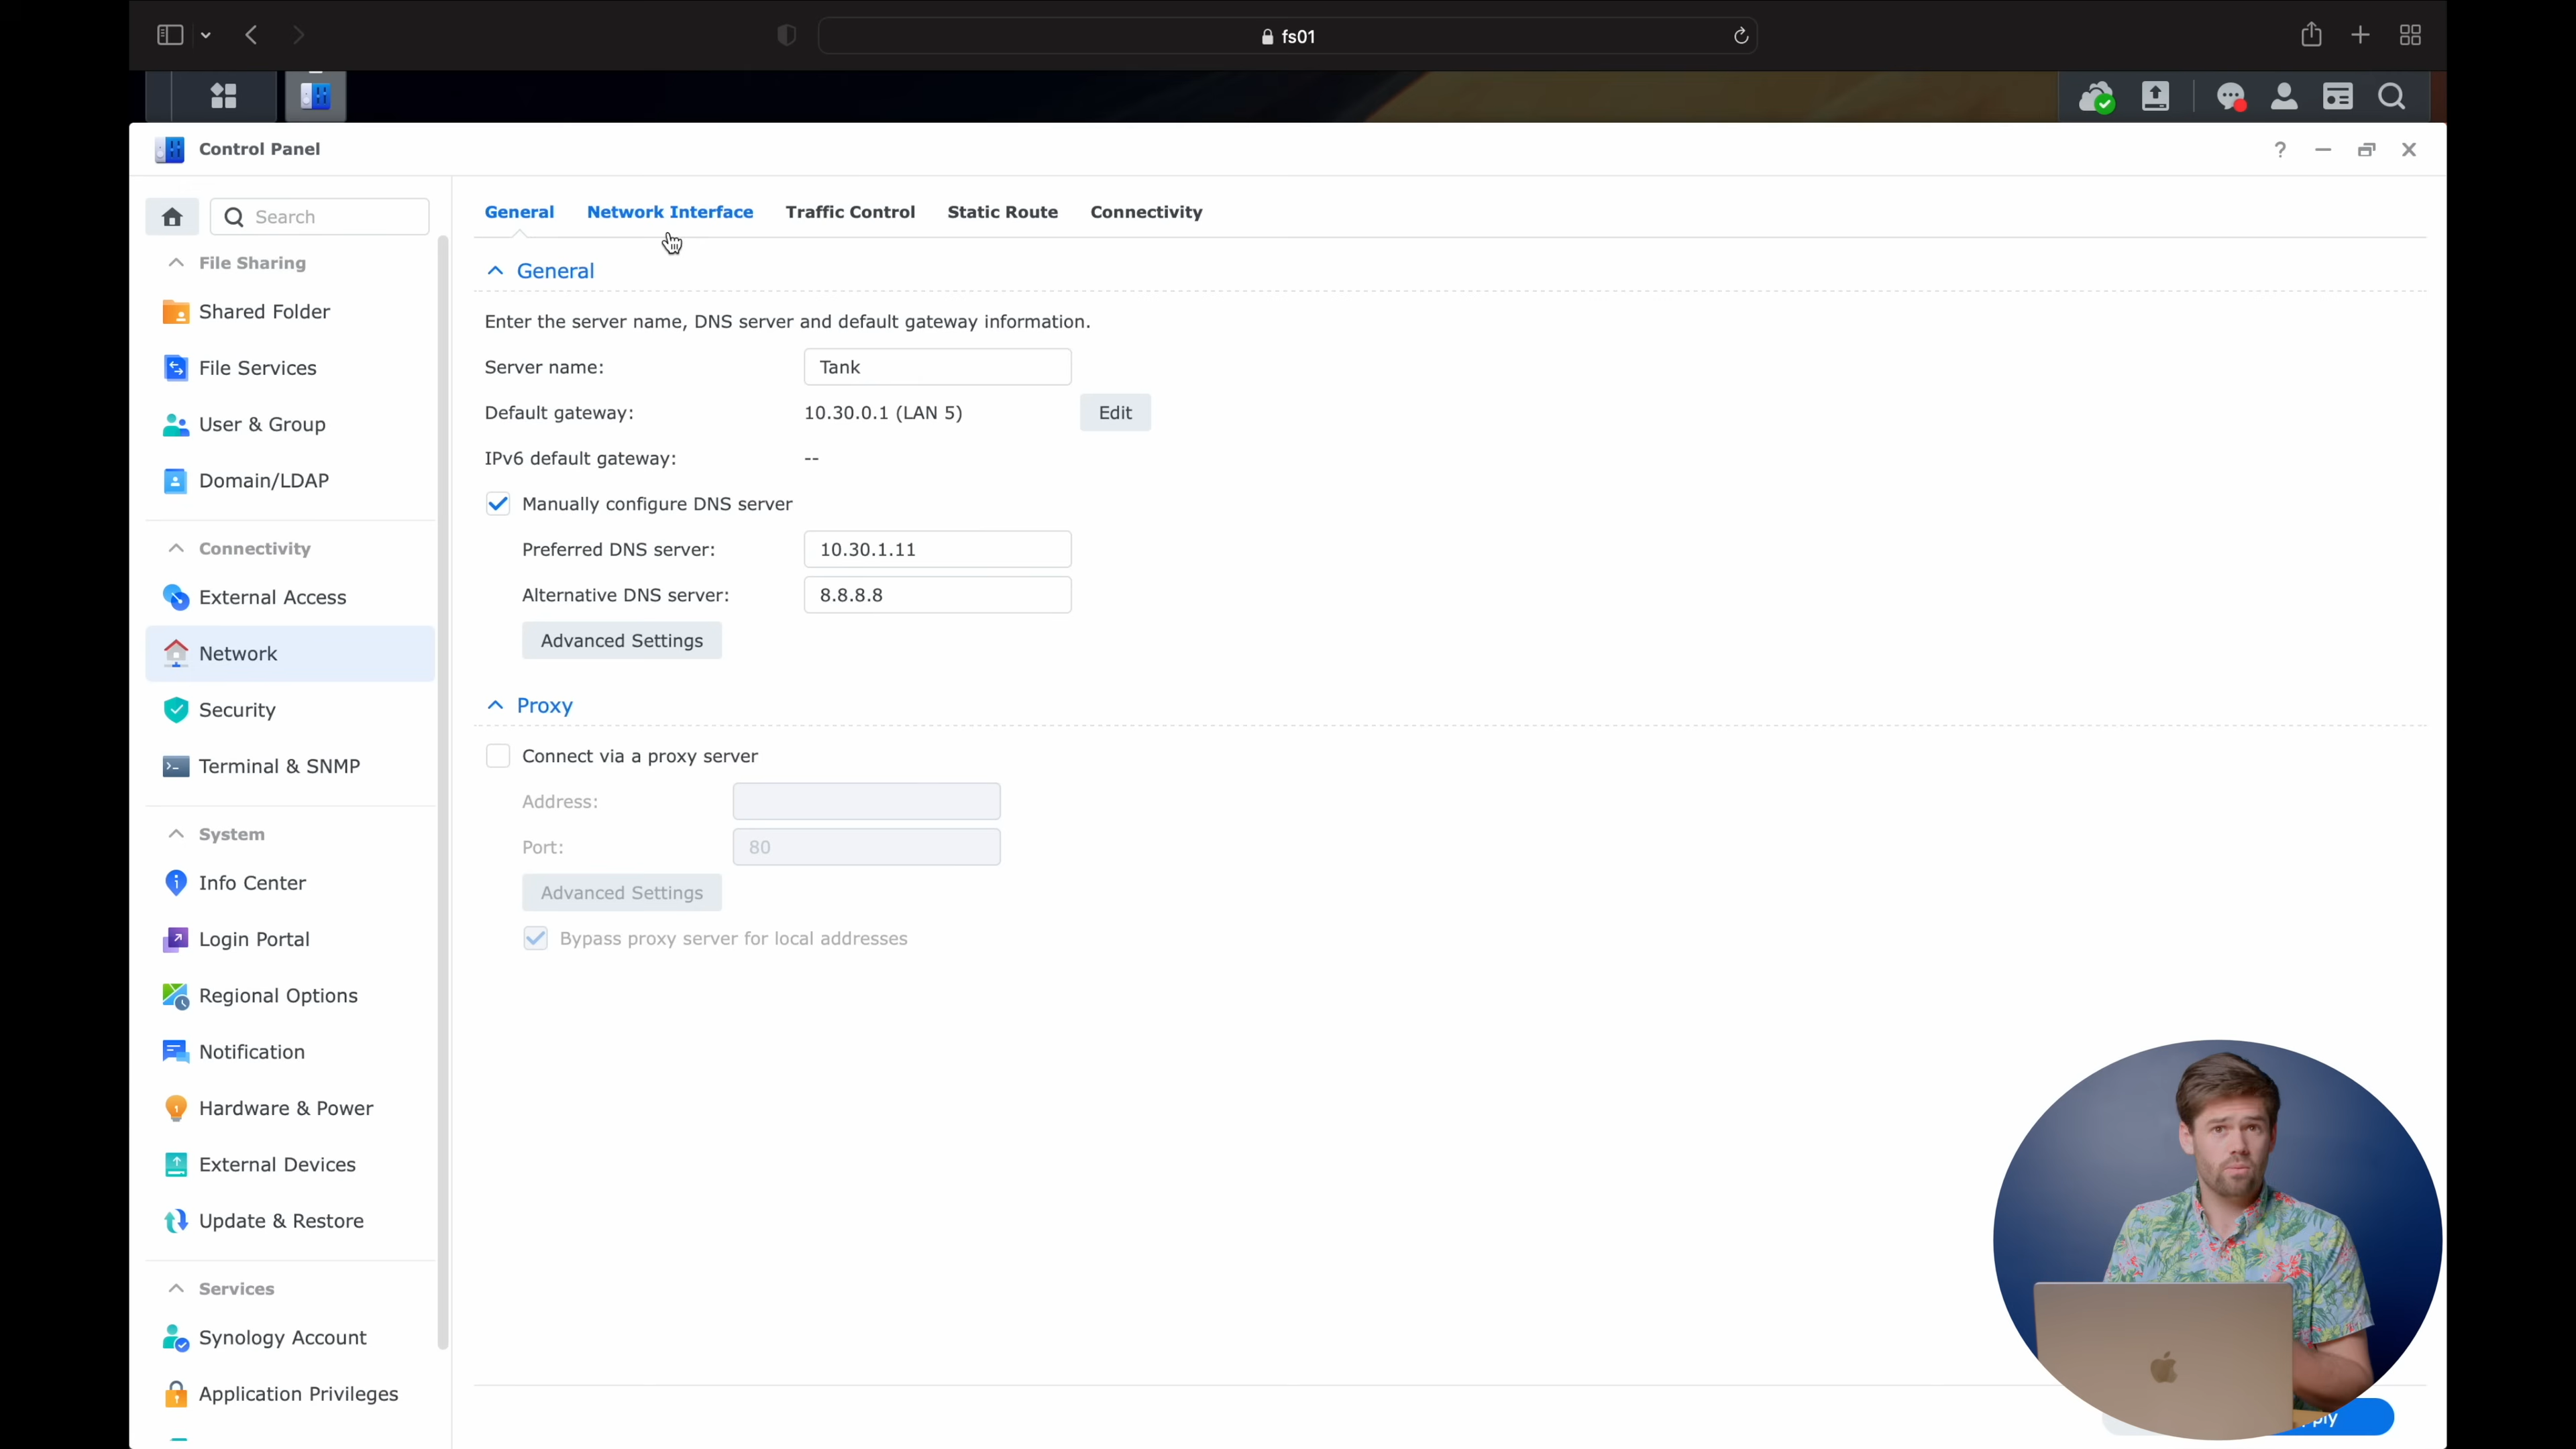 fs01
Control Panel
Search
General Network Interface Traffic Control Static Route Connectivity
File Sharing
Shared Folder
File Services
User & Group
Domain/LDAP
Connectivity
External Access
Network
Security
Terminal & SNMP
System
Info Center
Login Portal
Regional Options
Notification
Hardware & Power
External Devices
Update & Restore
Services
Synology Account
Application Privileges
General
Enter the server name, DNS server and default gateway information.
Server name: Tank
Default gateway: 10.30.0.1 (LAN 5) Edit
IPv6 default gateway: --
Manually configure DNS server
Preferred DNS server: 10.30.1.11
Alternative DNS server: 8.8.8.8
Advanced Settings
Proxy
Connect via a proxy server
Address:
Port: 80
Advanced Settings
Bypass proxy server for local addresses